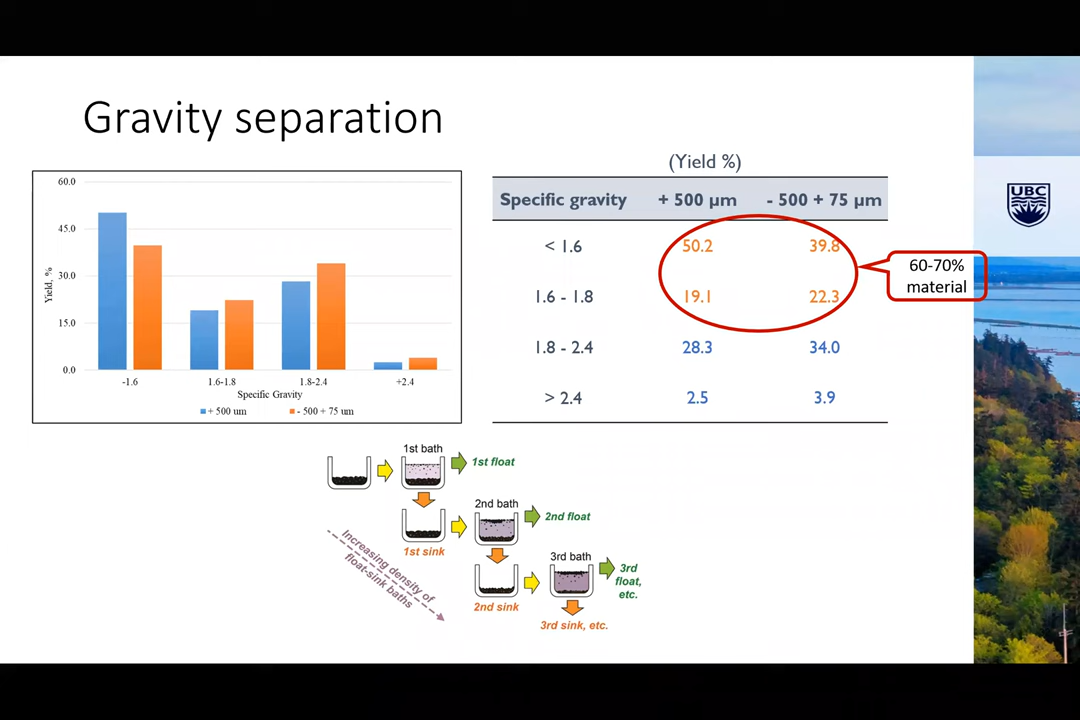 Gravity separation
60.0
45.0
30.0
15.0
0.0
Yield, %
-1.6
1.6-1.8
1.8-2.4
+2.4
Specific Gravity
+ 500 um
- 500 + 75 um
(Yield %)
Specific gravity + 500 µm - 500 + 75 µm
< 1.6 50.2 39.8
1.6 - 1.8 19.1 22.3
1.8 - 2.4 28.3 34.0
> 2.4 2.5 3.9
60-70%
material
UBC
1st bath
1st float
1st sink
2nd bath
2nd float
2nd sink
3rd bath
3rd
float,
etc.
3rd sink, etc.
Increasing density of
float-sink baths